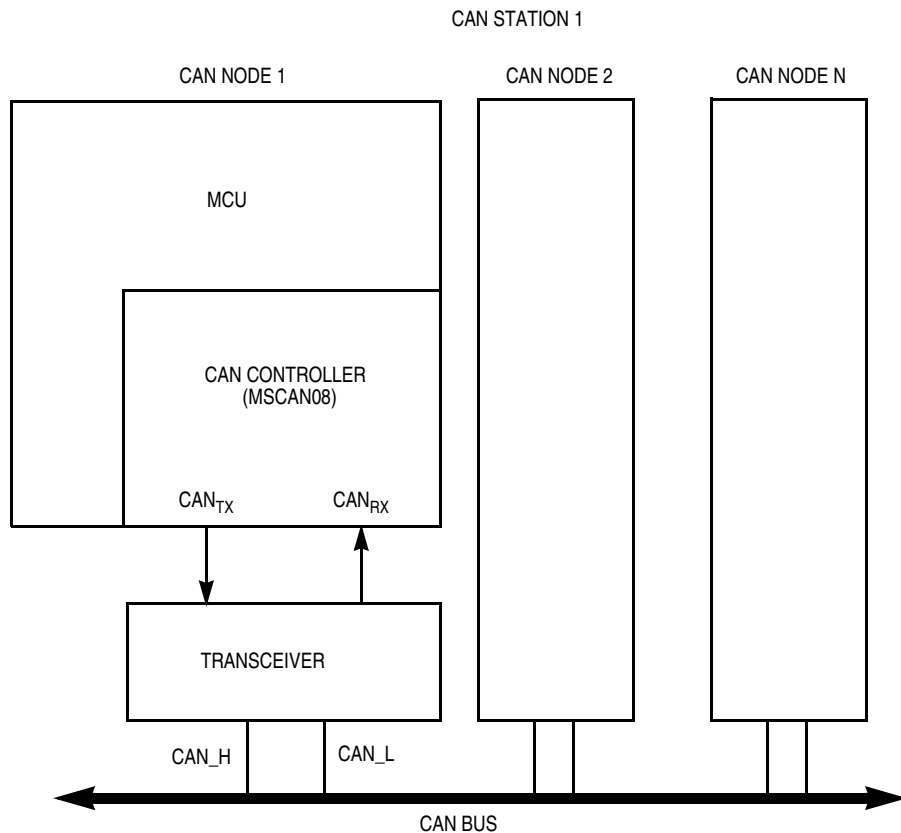 CAN STATION 1
CAN NODE 1
CAN NODE 2
CAN NODE N
MCU
CAN CONTROLLER
(MSCAN08)
CANTX
CANRX
TRANSCEIVER
CAN_H
CAN_L
CAN BUS